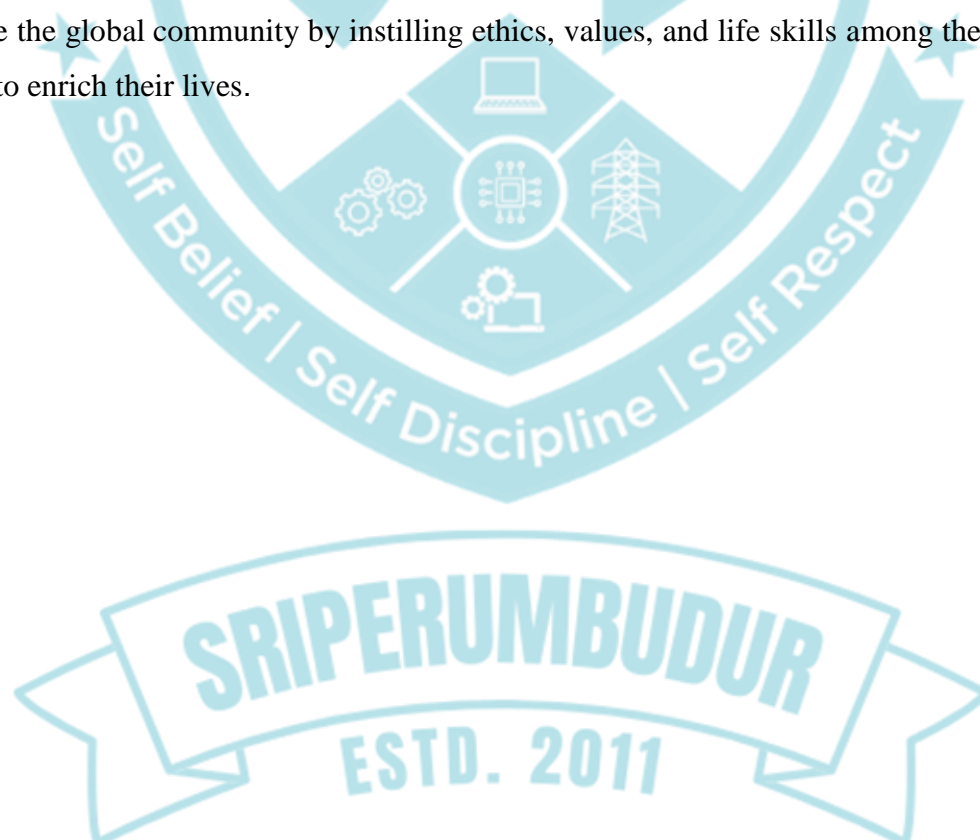 e the global community by instilling ethics, values, and life skills among the
to enrich their lives.
Self Belief | Self Discipline | Self Respect
SRIPERUMBUDUR
ESTD. 2011